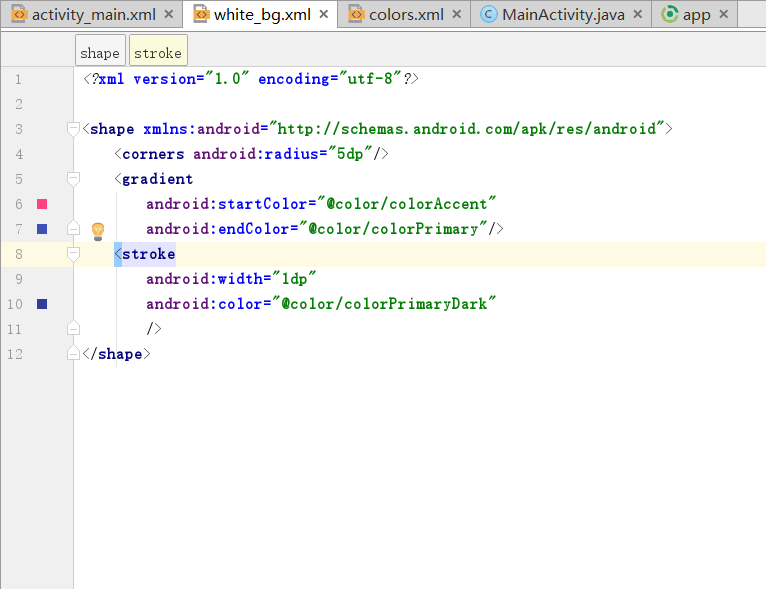 activity_main.xml white_bg.xml colors.xml MainActivity.java app
shape stroke
1 <?xml version="1.0" encoding="utf-8"?>
2
3 <shape xmlns:android="http://schemas.android.com/apk/res/android">
4 <corners android:radius="5dp"/>
5 <gradient
6 android:startColor="@color/colorAccent"
7 android:endColor="@color/colorPrimary"/>
8 <stroke
9 android:width="1dp"
10 android:color="@color/colorPrimaryDark"
11 />
12 </shape>